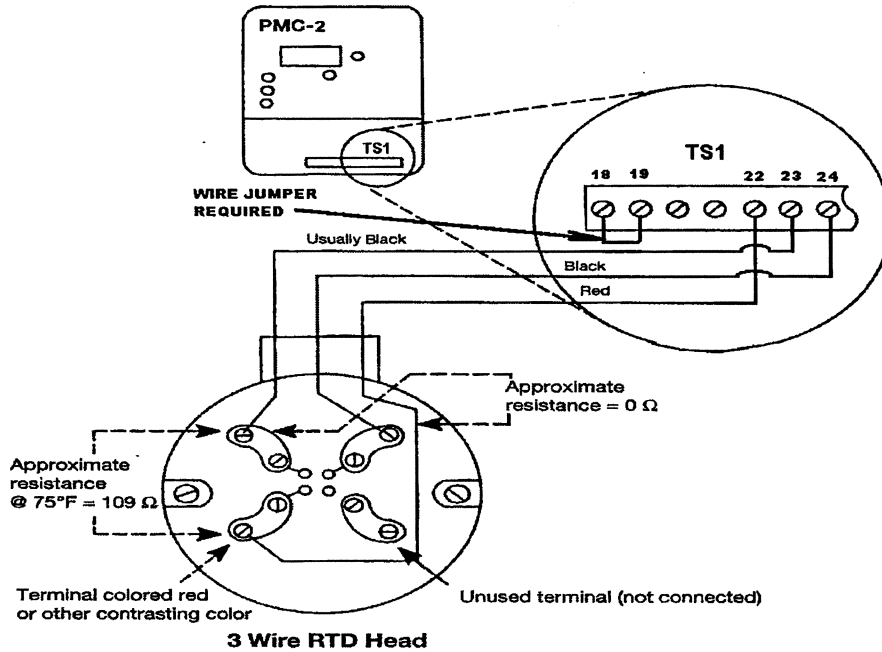 PMC-2
TS1
TS1
18 19 22 23 24
WIRE JUMPER
REQUIRED
Usually Black
Black
Red
Approximate
resistance = 0 Ω
Approximate
resistance
@ 75°F = 109 Ω
Terminal colored red
or other contrasting color
Unused terminal (not connected)
3 Wire RTD Head